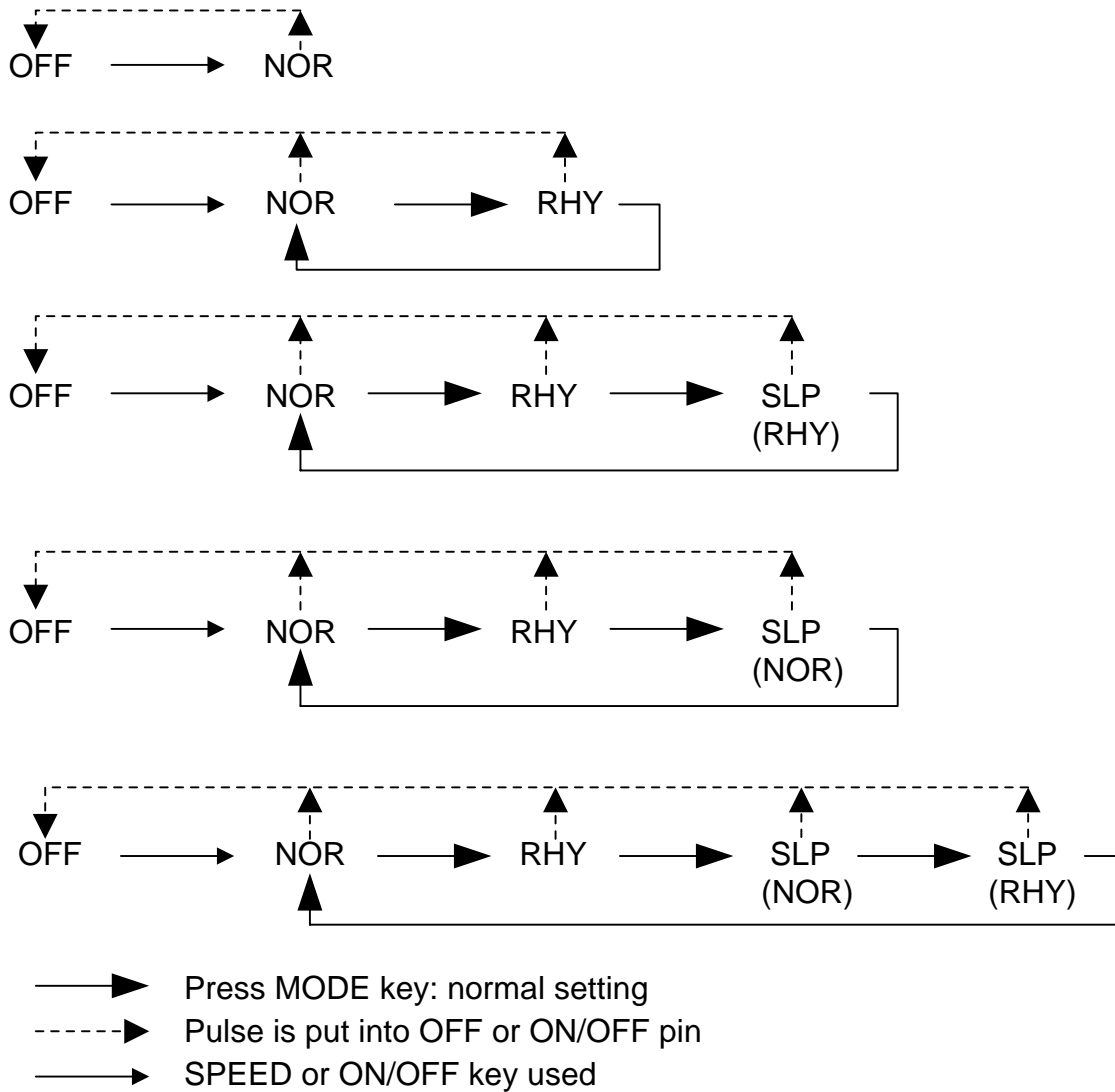 OFF NOR
OFF NOR RHY
OFF NOR RHY SLP
(RHY)
OFF NOR RHY SLP
(NOR)
OFF NOR RHY SLP SLP
(NOR) (RHY)
Press MODE key: normal setting
Pulse is put into OFF or ON/OFF pin
SPEED or ON/OFF key used